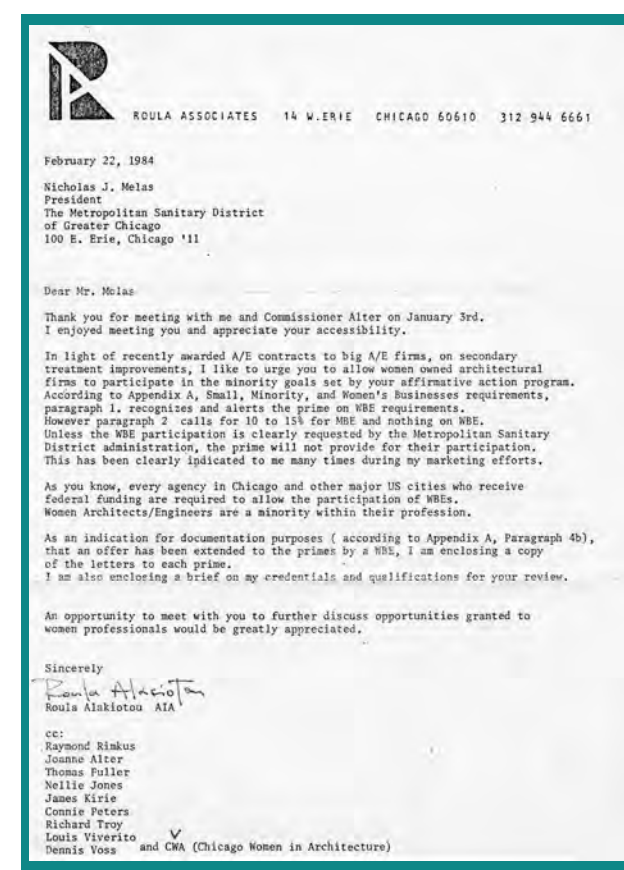 RA
ROULA ASSOCIATES 14 W.ERIE CHICAGO 60610 312 944 6661
February 22, 1984
Nicholas J. Melas
President
The Metropolitan Sanitary District
of Greater Chicago
100 E. Erie, Chicago '11
Dear Mr. Melas
Thank you for meeting with me and Commissioner Alter on January 3rd.
I enjoyed meeting you and appreciate your accessibility.
In light of recently awarded A/E contracts to big A/E firms, on secondary
treatment improvements, I like to urge you to allow women owned architectural
firms to participate in the minority goals set by your affirmative action program.
According to Appendix A, Small, Minority, and Women's Businesses requirements,
paragraph 1. recognizes and alerts the prime on WBE requirements.
However paragraph 2 calls for 10 to 15% for MBE and nothing on WBE.
Unless the WBE participation is clearly requested by the Metropolitan Sanitary
District administration, the prime will not provide for their participation.
This has been clearly indicated to me many times during my marketing efforts.
As you know, every agency in Chicago and other major US cities who receive
federal funding are required to allow the participation of WBEs.
Women Architects/Engineers are a minority within their profession.
As an indication for documentation purposes ( according to Appendix A, Paragraph 4b),
that an offer has been extended to the primes by a WBE, I am enclosing a copy
of the letters to each prime.
I am also enclosing a brief on my credentials and qualifications for your review.
An opportunity to meet with you to further discuss opportunities granted to
women professionals would be greatly appreciated.
Sincerely
Roula Alakiotou
Roula Alakiotou AIA
cc:
Raymond Rimkus
Joanne Alter
Thomas Fuller
Nellie Jones
James Kirie
Connie Peters
Richard Troy
Louis Viverito
Dennis Voss and CWA (Chicago Women in Architecture)